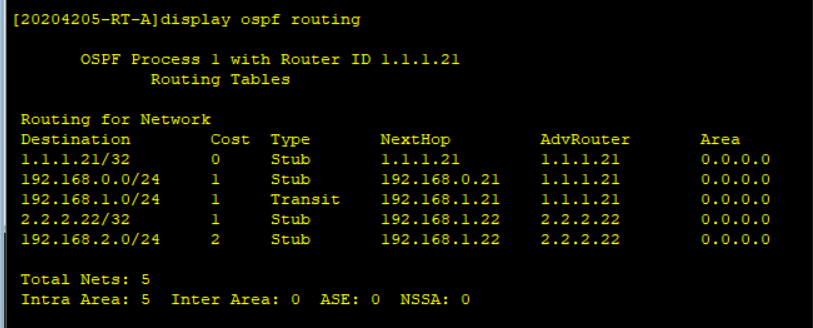 [20204205-RT-A]display ospf routing
OSPF Process 1 with Router ID 1.1.1.21
Routing Tables
Routing for Network
Destination Cost Type NextHop AdvRouter Area
1.1.1.21/32 0 Stub 1.1.1.21 1.1.1.21 0.0.0.0
192.168.0.0/24 1 Stub 192.168.0.21 1.1.1.21 0.0.0.0
192.168.1.0/24 1 Transit 192.168.1.21 1.1.1.21 0.0.0.0
2.2.2.22/32 1 Stub 192.168.1.22 2.2.2.22 0.0.0.0
192.168.2.0/24 2 Stub 192.168.1.22 2.2.2.22 0.0.0.0
Total Nets: 5
Intra Area: 5 Inter Area: 0 ASE: 0 NSSA: 0